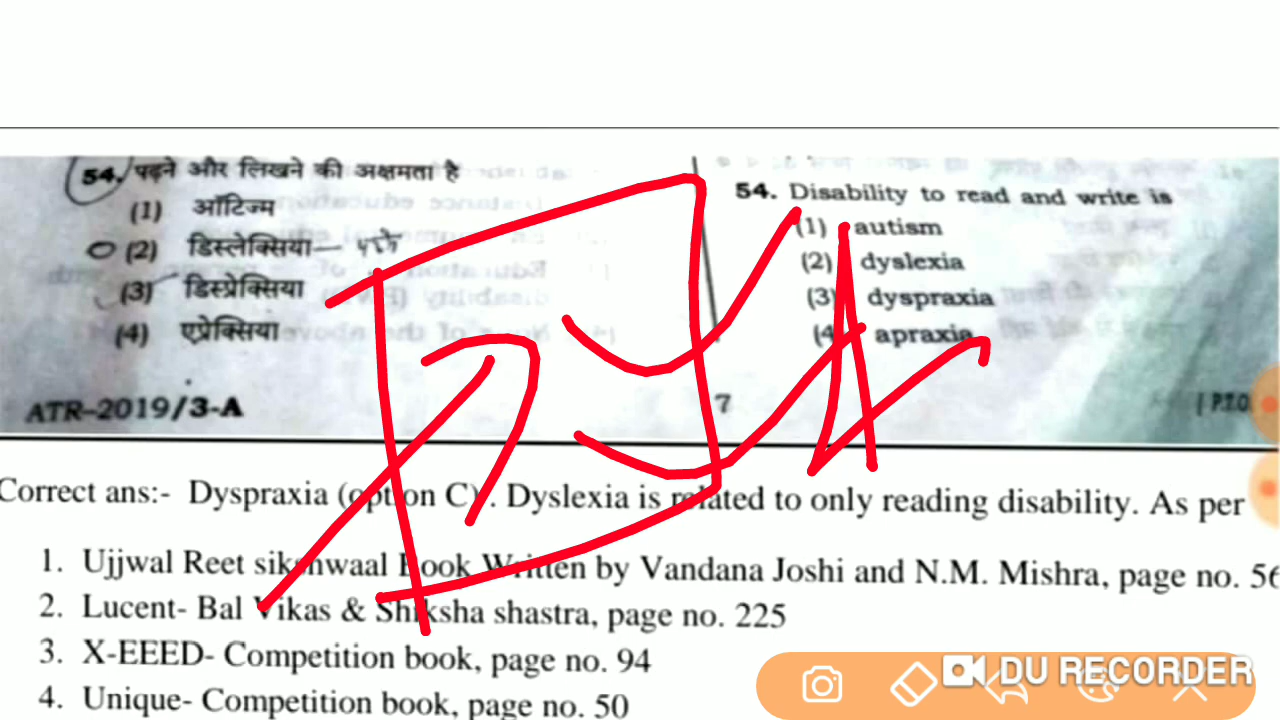 54. पढ़ने और लिखने की अक्षमता है
(1) ऑटिज्म
(2) डिस्लेक्सिया
(3) डिस्प्रेक्सिया
(4) एप्रेक्सिया
ATR–2019/3-A
54. Disability to read and write is
(1) autism
(2) dyslexia
(3) dyspraxia
(4) apraxia
7
[ P.T.O.
Correct ans:- Dyspraxia (option C) . Dyslexia is related to only reading disability. As per
1. Ujjwal Reet sikshwaal Book Written by Vandana Joshi and N.M. Mishra, page no. 56
2. Lucent- Bal Vikas & Shiksha shastra, page no. 225
3. X-EEED- Competition book, page no. 94
4. Unique- Competition book, page no. 50
DU RECORDER